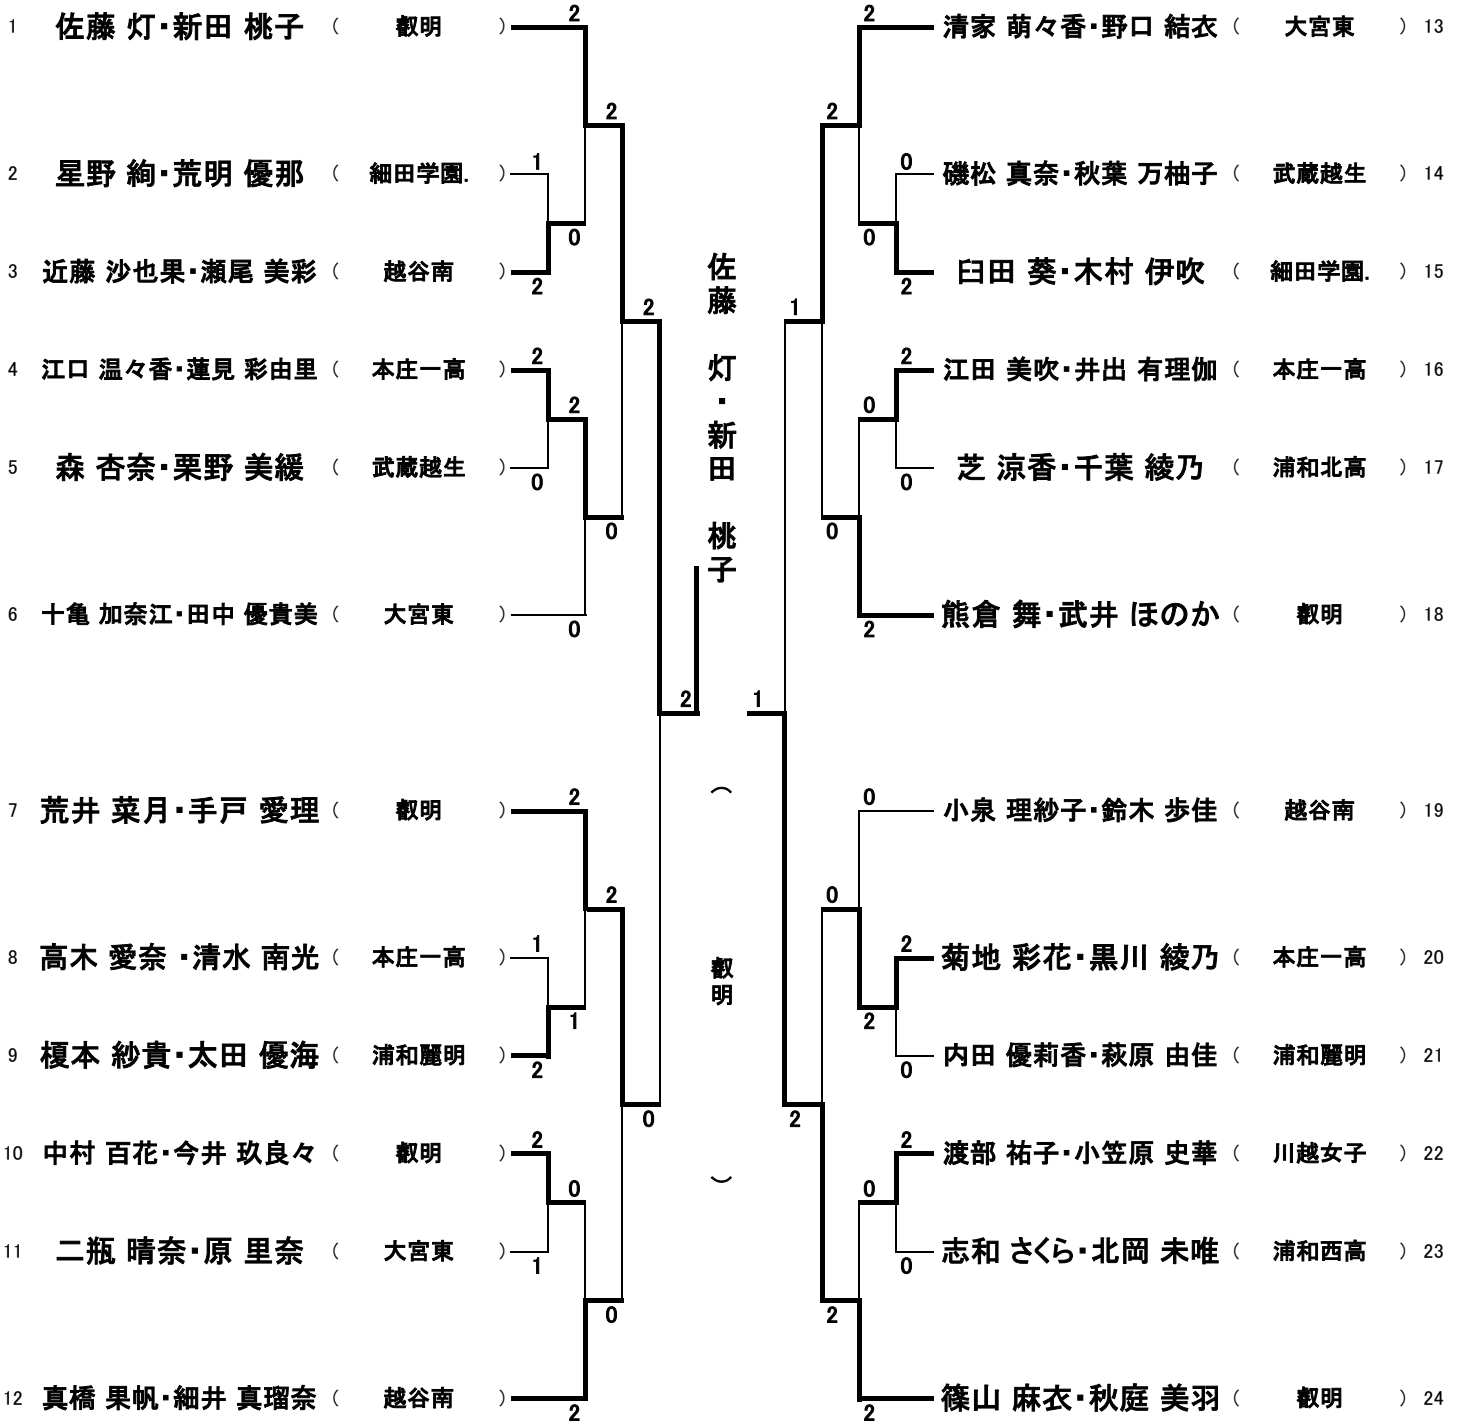 1 佐藤 灯・新田 桃子 ( 叡明 ) 2
2
2 星野 絢・荒明 優那 ( 細田学園. ) 1
0
3 近藤 沙也果・瀬尾 美彩 ( 越谷南 ) 2
2
4 江口 温々香・蓮見 彩由里 ( 本庄一高 ) 2
2
5 森 杏奈・栗野 美緩 ( 武蔵越生 ) 0
0
6 十亀 加奈江・田中 優貴美 ( 大宮東 ) 0
2
7 荒井 菜月・手戸 愛理 ( 叡明 ) 2
2
8 高木 愛奈 ・清水 南光 ( 本庄一高 ) 1
1
9 榎本 紗貴・太田 優海 ( 浦和麗明 ) 2
0
10 中村 百花・今井 玖良々 ( 叡明 ) 2
0
11 二瓶 晴奈・原 里奈 ( 大宮東 ) 1
0
12 真橋 果帆・細井 真瑠奈 ( 越谷南 ) 2
佐藤 灯・新田 桃子
( 叡明 )
2 清家 萌々香・野口 結衣 ( 大宮東 ) 13
2
0 磯松 真奈・秋葉 万柚子 ( 武蔵越生 ) 14
0
2 臼田 葵・木村 伊吹 ( 細田学園. ) 15
1
2 江田 美吹・井出 有理伽 ( 本庄一高 ) 16
0
0 芝 涼香・千葉 綾乃 ( 浦和北高 ) 17
0
2 熊倉 舞・武井 ほのか ( 叡明 ) 18
1
0 小泉 理紗子・鈴木 歩佳 ( 越谷南 ) 19
0
2 菊地 彩花・黒川 綾乃 ( 本庄一高 ) 20
2
0 内田 優莉香・萩原 由佳 ( 浦和麗明 ) 21
2
2 渡部 祐子・小笠原 史華 ( 川越女子 ) 22
0
0 志和 さくら・北岡 未唯 ( 浦和西高 ) 23
2
2 篠山 麻衣・秋庭 美羽 ( 叡明 ) 24